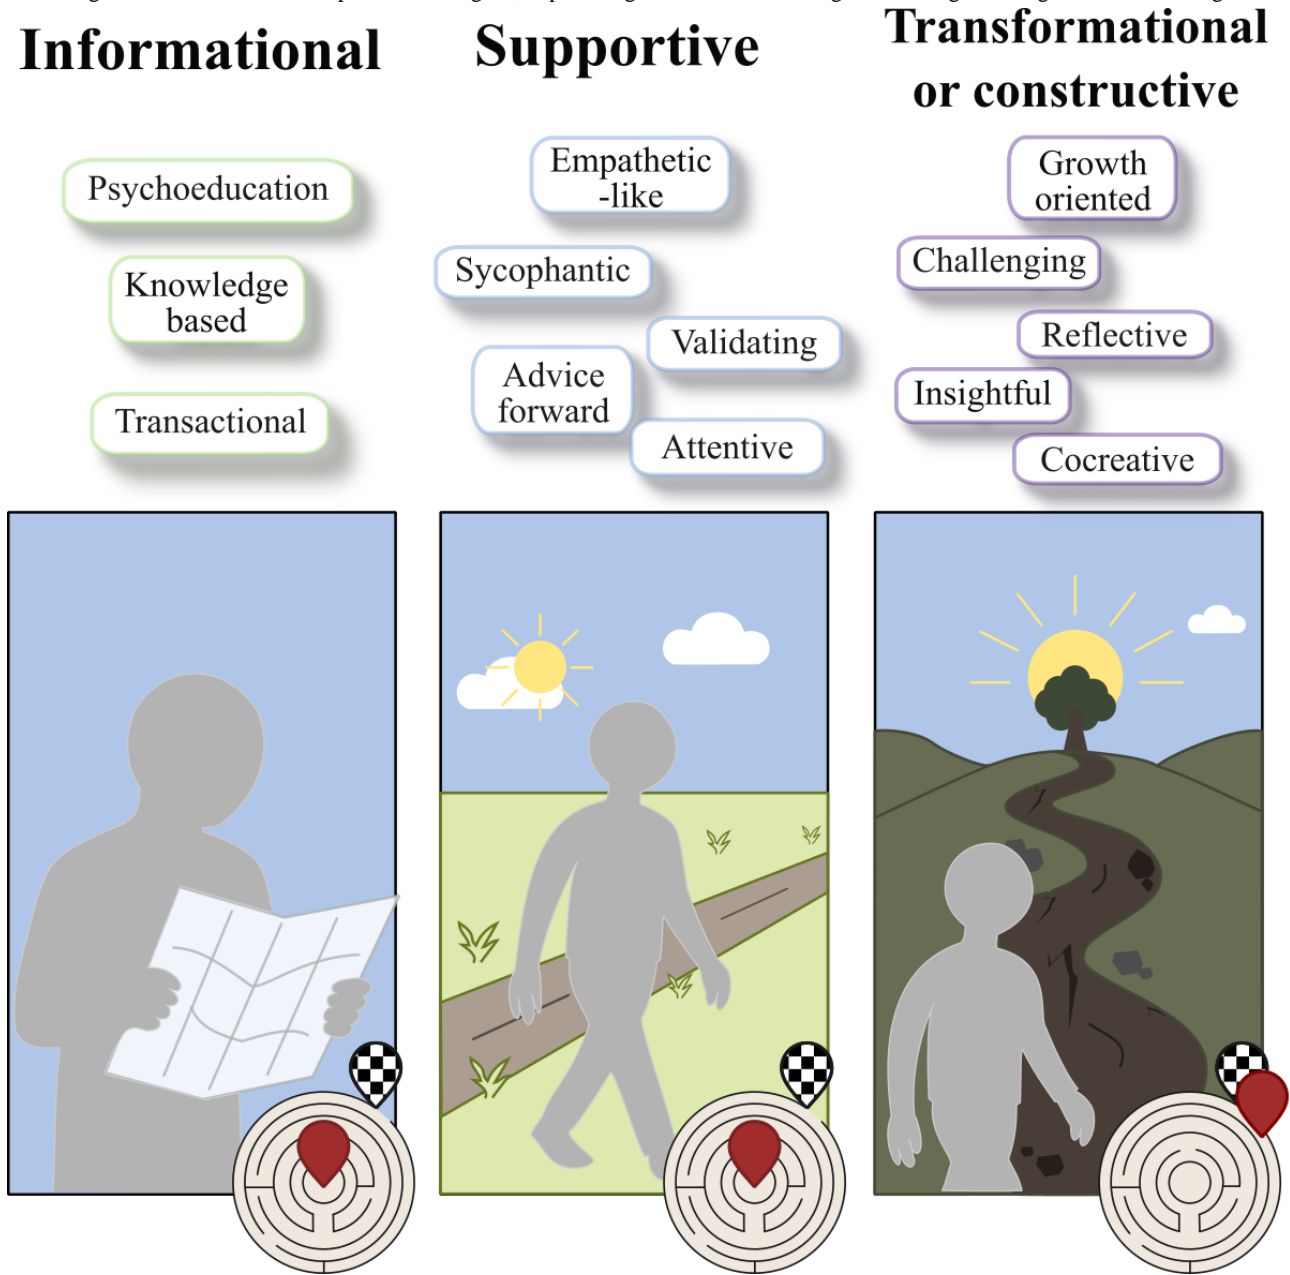 Informational
Supportive
Transformational
or constructive
Psychoeducation
Knowledge
based
Transactional
Empathetic
-like
Sycophantic
Validating
Advice
forward
Attentive
Growth
oriented
Challenging
Reflective
Insightful
Cocreative